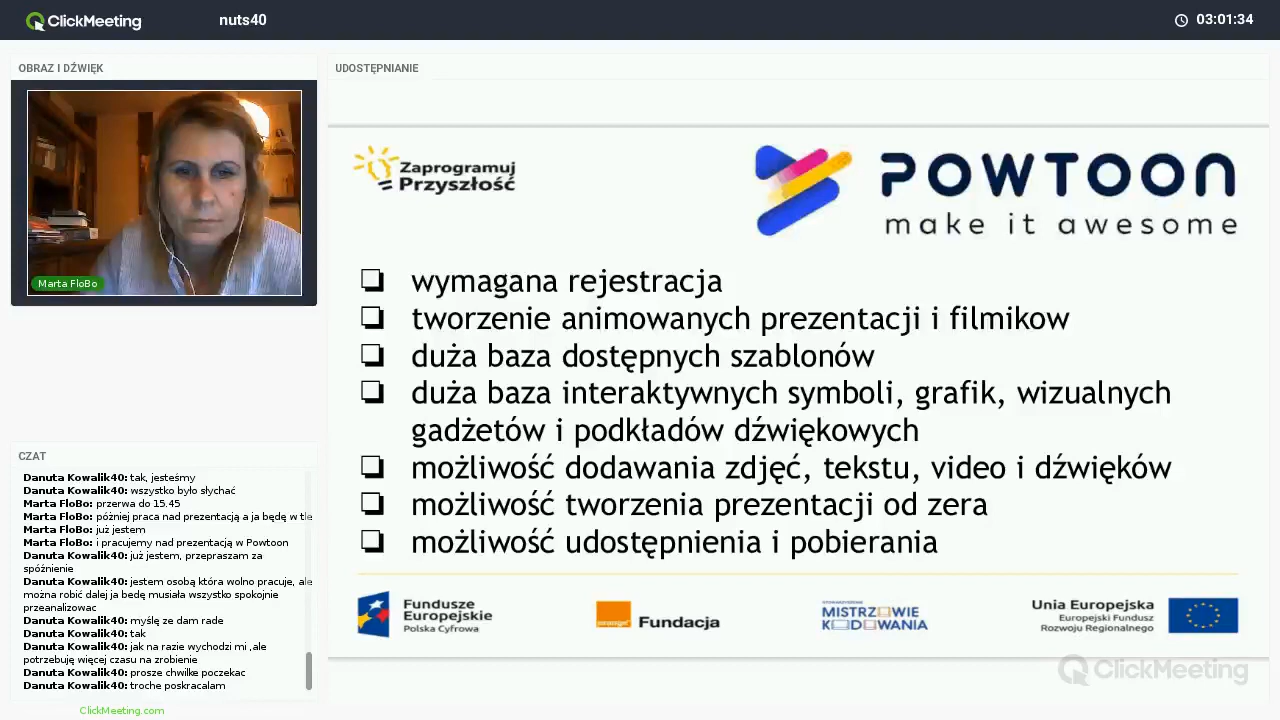 ClickMeeting
nuts40
03:01:34
OBRAZ I DŹWIĘK
Marta FloBo
CZAT
Danuta Kowalik40: tak, jesteśmy
Danuta Kowalik40: wszystko było słychać
Marta FloBo: przerwa do 15.45
Marta FloBo: później praca nad prezentacją a ja będę w tle
Marta FloBo: już jestem
Marta FloBo: i pracujemy nad prezentacją w Powtoon
Danuta Kowalik40: już jestem, przepraszam za
spóźnienie
Danuta Kowalik40: jestem osobą która wolno pracuje, ale
można robić dalej ja bedę musiała wszystko spokojnie
przeanalizowac
Danuta Kowalik40: myślę ze dam rade
Danuta Kowalik40: tak
Danuta Kowalik40: jak na razie wychodzi mi ,ale
potrzebuję więcej czasu na zrobienie
Danuta Kowalik40: prosze chwilke poczekac
Danuta Kowalik40: troche poskracalam
ClickMeeting.com
UDOSTĘPNIANIE
Zaprogramuj
Przyszłość
POWTOON
make it awesome
❏ wymagana rejestracja
❏ tworzenie animowanych prezentacji i filmikow
❏ duża baza dostępnych szablonów
❏ duża baza interaktywnych symboli, grafik, wizualnych
gadżetów i podkładów dźwiękowych
❏ możliwość dodawania zdjęć, tekstu, video i dźwięków
❏ możliwość tworzenia prezentacji od zera
❏ możliwość udostępnienia i pobierania
Fundusze
Europejskie
Polska Cyfrowa
orange
Fundacja
STOWARZYSZENIE
MISTRZOWIE
KODOWANIA
Unia Europejska
Europejski Fundusz
Rozwoju Regionalnego
ClickMeeting